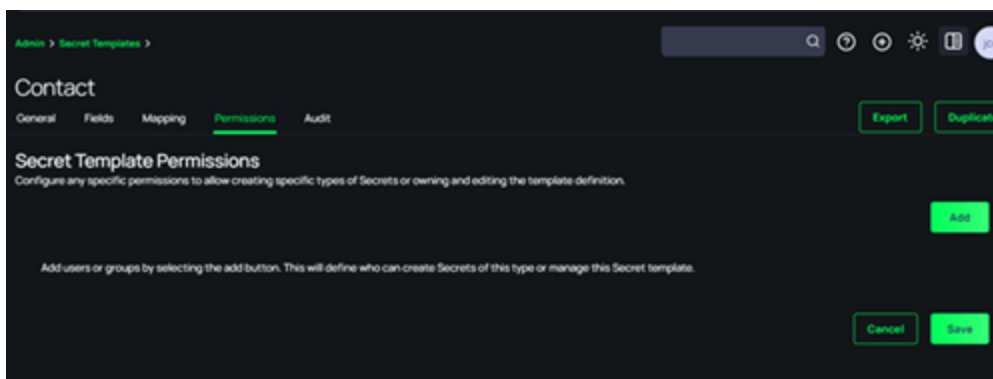 Admin > Secret Templates >
Contact
General Fields Mapping Permissions Audit
Export Duplicat
Secret Template Permissions
Configure any specific permissions to allow creating specific types of Secrets or owning and editing the template definition.
Add
Add users or groups by selecting the add button. This will define who can create Secrets of this type or manage this Secret template.
Cancel Save